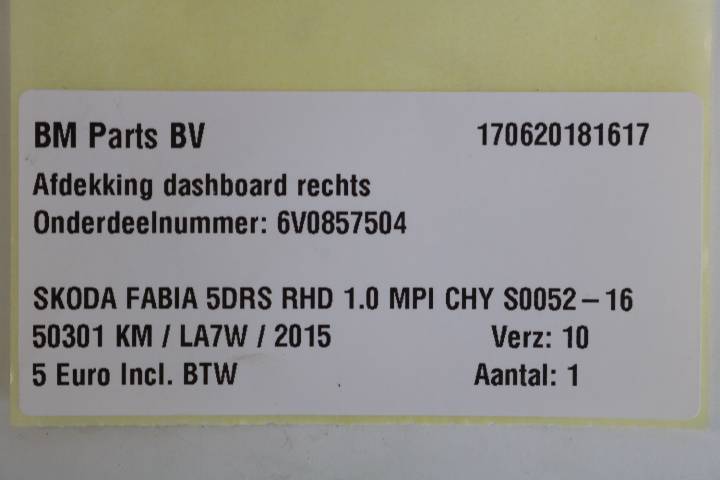 BM Parts BV 170620181617
Afdekking dashboard rechts
Onderdeelnummer: 6V0857504
SKODA FABIA 5DRS RHD 1.0 MPI CHY S0052 – 16
50301 KM / LA7W / 2015 Verz: 10
5 Euro Incl. BTW Aantal: 1